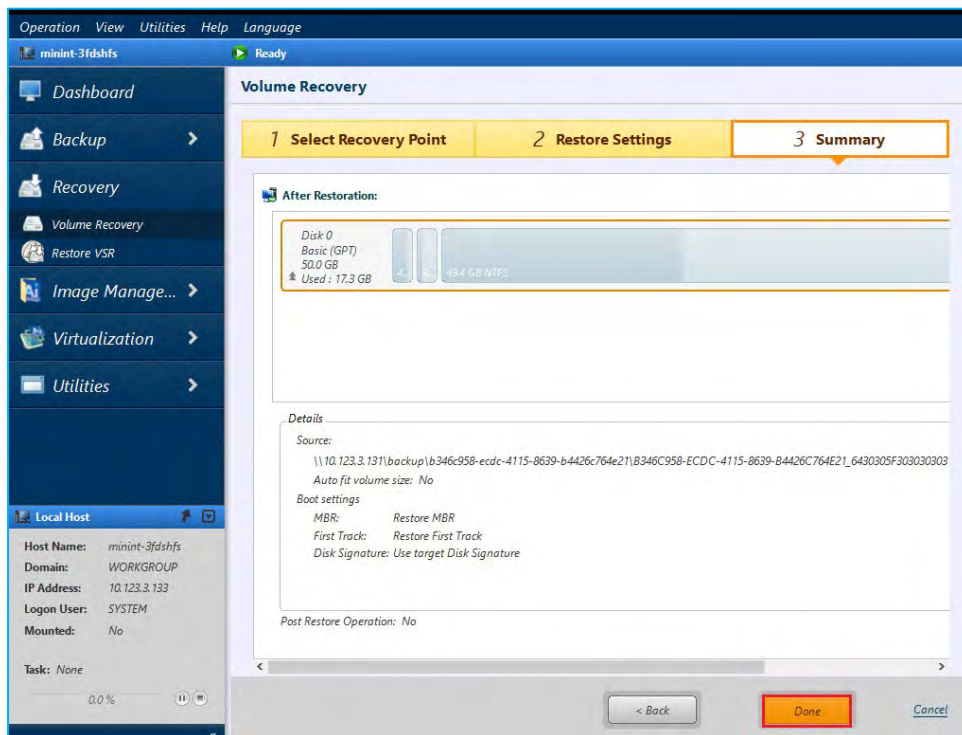 Operation View Utilities Help Language
minint-3fdshfs
Ready
Dashboard
Backup
Recovery
Volume Recovery
Restore VSR
Image Manage...
Virtualization
Utilities
Local Host
Host Name: minint-3fdshfs
Domain: WORKGROUP
IP Address: 10.123.3.133
Logon User: SYSTEM
Mounted: No
Task: None
0.0 %
Volume Recovery
1 Select Recovery Point
2 Restore Settings
3 Summary
After Restoration:
Disk 0
Basic (GPT)
50.0 GB
Used : 17.3 GB
49.4 GB NTFS
Details
Source:
\\10.123.3.131\backup\b346c958-ecdc-4115-8639-b4426c764e21\B346C958-ECDC-4115-8639-B4426C764E21_6430305F303030303
Auto fit volume size: No
Boot settings
MBR: Restore MBR
First Track: Restore First Track
Disk Signature: Use target Disk Signature
Post Restore Operation: No
< Back
Done
Cancel